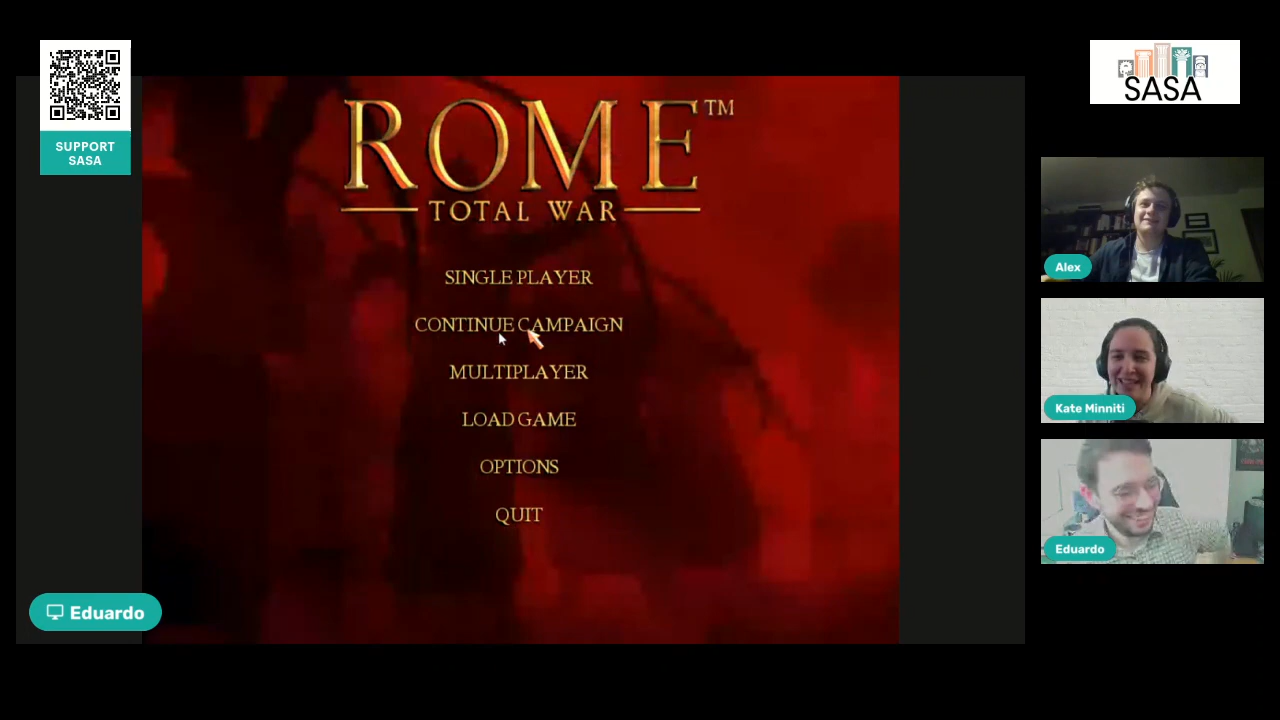 SUPPORT
SASA
ROME™
TOTAL WAR
SINGLE PLAYER
CONTINUE CAMPAIGN
MULTIPLAYER
LOAD GAME
OPTIONS
QUIT
Eduardo
SASA
Alex
Kate Minniti
Eduardo